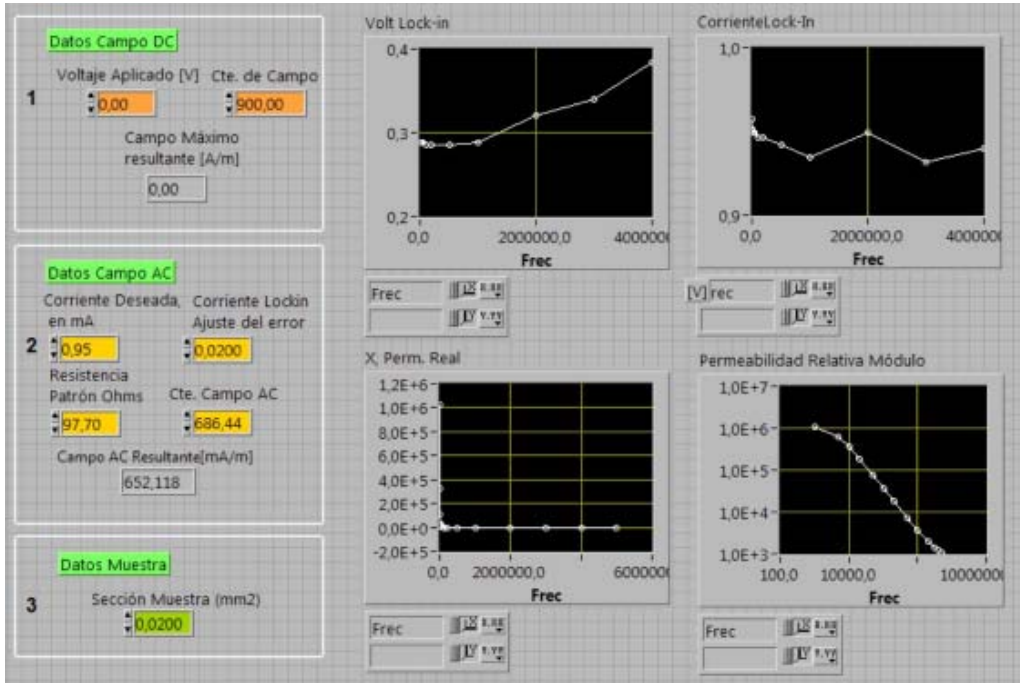 Datos Campo DC
1
Voltaje Aplicado [V] Cte. de Campo
0,00 900,00
Campo Máximo
resultante [A/m]
0,00
2
Datos Campo AC
Corriente Deseada, Corriente Lockin
en mA Ajuste del error
0,95 0,0200
Resistencia
Patrón Ohms Cte. Campo AC
97,70 686,44
Campo AC Resultante[mA/m]
652,118
3
Datos Muestra
Sección Muestra (mm2)
0,0200
Volt Lock-in
0,4
0,3
0,2
0,0 2000000,0 4000000
Frec
Frec
CorrienteLock-In
1,0
0,9
0,0 2000000,0 4000000
Frec
[V] rec
X, Perm. Real
1,2E+6
1,0E+6
8,0E+5
6,0E+5
4,0E+5
2,0E+5
0,0E+0
-2,0E+5
0,0 2000000,0 600000
Frec
Frec
Permeabilidad Relativa Módulo
1,0E+7
1,0E+6
1,0E+5
1,0E+4
1,0E+3
100,0 10000,0 1000000
Frec
Frec